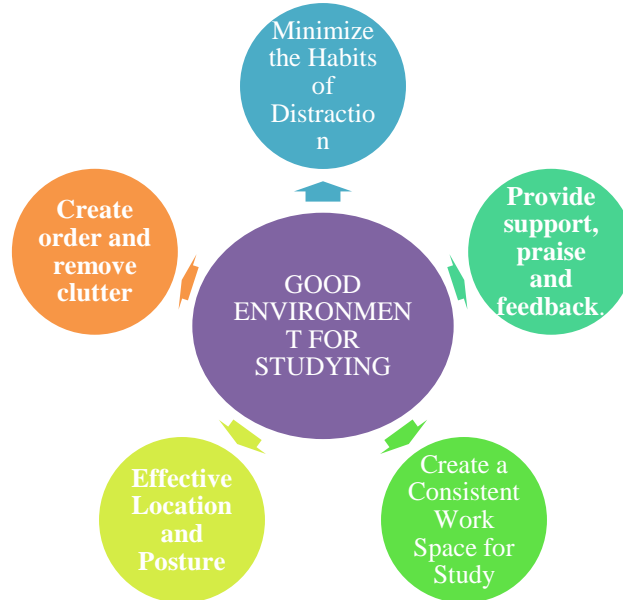 Minimize
the Habits
of
Distractio
n
Create
order and
remove
clutter
Provide
support,
praise
and
feedback.
GOOD
ENVIRONMEN
T FOR
STUDYING
Effective
Location
and
Posture
Create a
Consistent
Work
Space for
Study